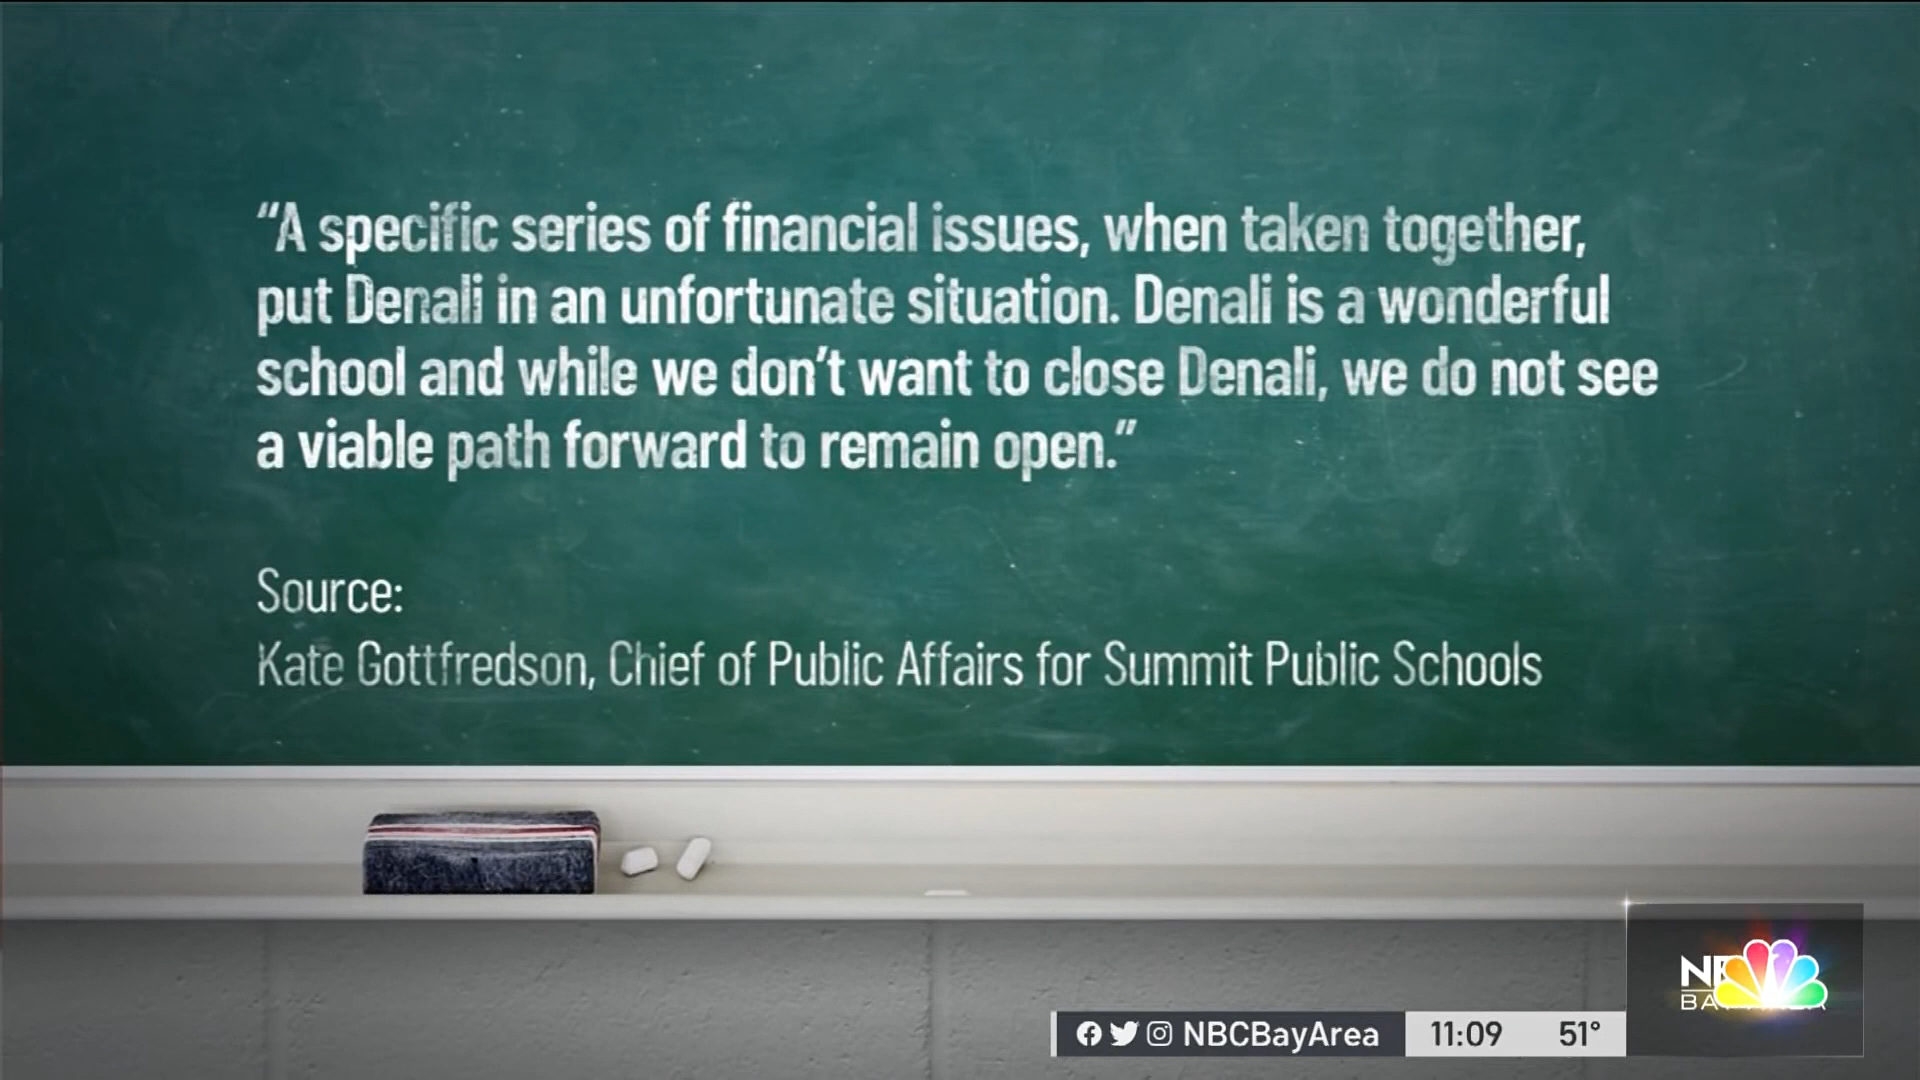 “A specific series of financial issues, when taken together,
put Denali in an unfortunate situation. Denali is a wonderful
school and while we don’t want to close Denali, we do not see
a viable path forward to remain open.”
Source:
Kate Gottfredson, Chief of Public Affairs for Summit Public Schools
NBCBayArea 11:09 51°